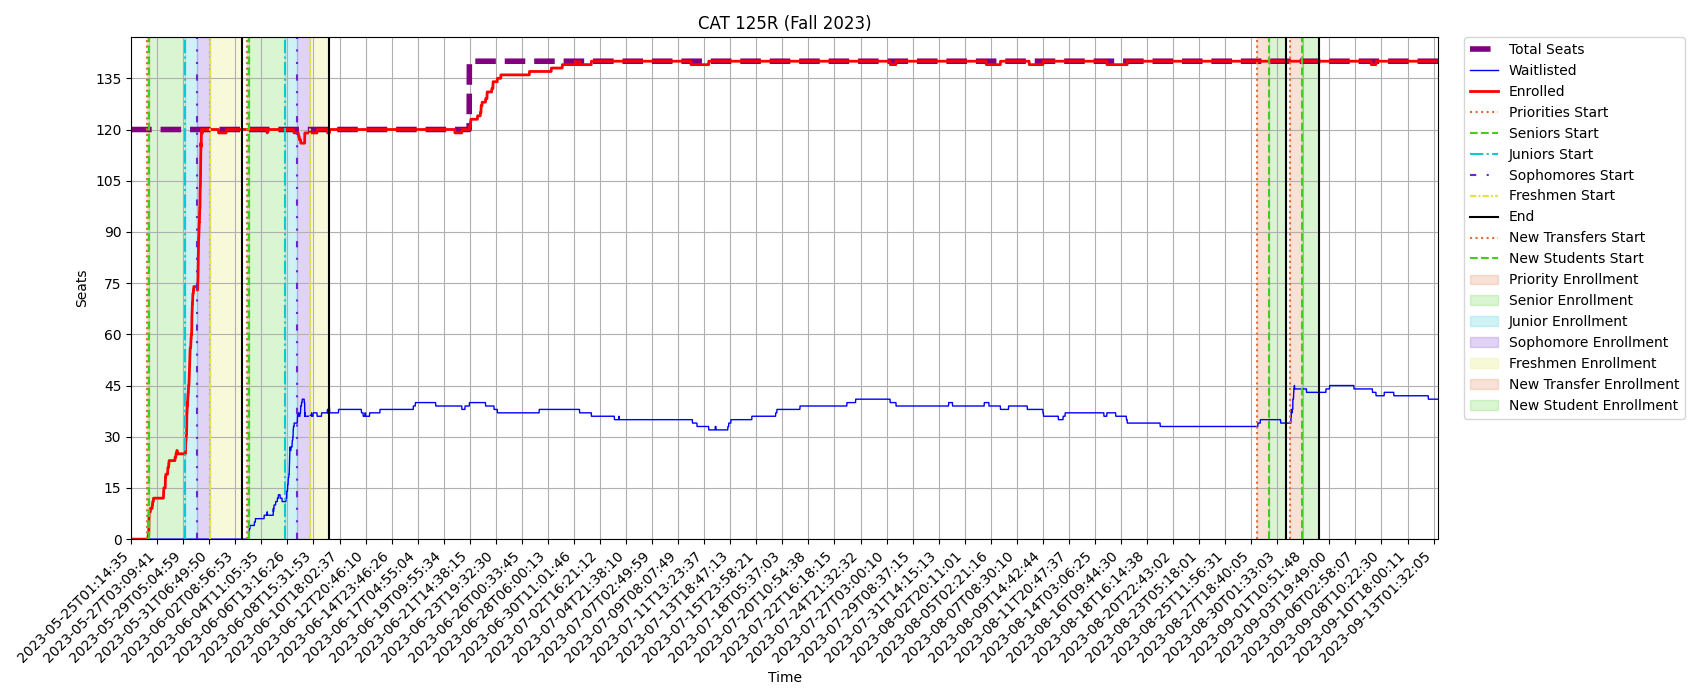 CAT 125R (Fall 2023)
Seats
135
120
105
90
75
60
45
30
15
0
2023-05-25T01:14:35
2023-05-27T03:09:41
2023-05-29T05:04:59
2023-05-31T06:49:50
2023-06-02T08:56:53
2023-06-04T11:05:35
2023-06-06T13:16:26
2023-06-08T15:31:53
2023-06-10T18:02:37
2023-06-12T20:46:10
2023-06-14T23:46:26
2023-06-17T04:55:04
2023-06-19T09:55:34
2023-06-21T14:38:15
2023-06-23T19:32:30
2023-06-26T00:33:45
2023-06-28T06:00:13
2023-06-30T11:01:46
2023-07-02T16:21:12
2023-07-04T21:38:10
2023-07-07T02:49:59
2023-07-09T08:07:49
2023-07-11T13:23:37
2023-07-13T18:47:13
2023-07-15T23:58:21
2023-07-18T05:37:03
2023-07-20T10:54:38
2023-07-22T16:18:15
2023-07-24T21:32:32
2023-07-27T03:00:10
2023-07-29T08:37:15
2023-07-31T14:15:13
2023-08-02T20:11:01
2023-08-05T02:21:16
2023-08-07T08:30:10
2023-08-09T14:42:44
2023-08-11T20:47:37
2023-08-14T03:06:25
2023-08-16T09:44:30
2023-08-18T16:14:38
2023-08-20T22:43:02
2023-08-23T05:18:01
2023-08-25T11:56:31
2023-08-27T18:40:05
2023-08-30T01:33:03
2023-09-01T10:51:48
2023-09-03T19:49:00
2023-09-06T02:58:07
2023-09-08T10:22:30
2023-09-10T18:00:11
2023-09-13T01:32:05
Time
Total Seats
Waitlisted
Enrolled
Priorities Start
Seniors Start
Juniors Start
Sophomores Start
Freshmen Start
End
New Transfers Start
New Students Start
Priority Enrollment
Senior Enrollment
Junior Enrollment
Sophomore Enrollment
Freshmen Enrollment
New Transfer Enrollment
New Student Enrollment